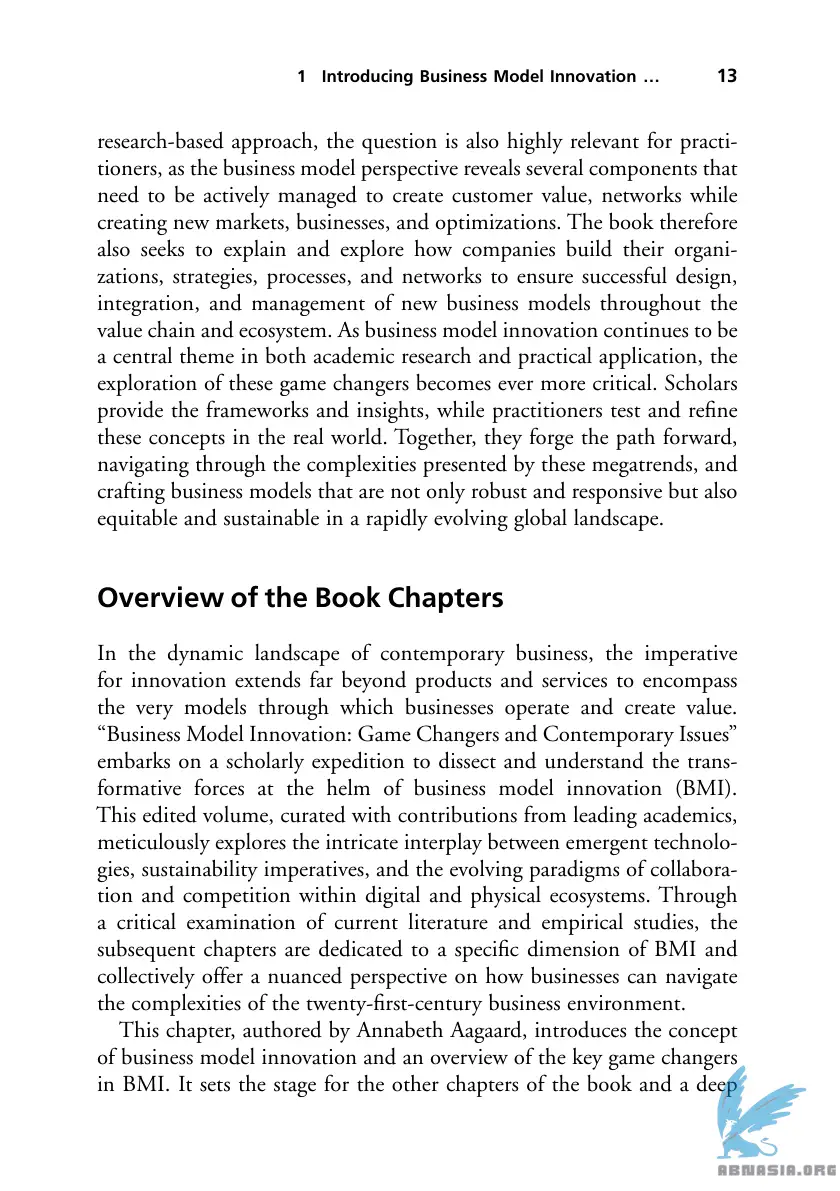 1 Introducing Business Model Innovation … 13
research-based approach, the question is also highly relevant for practi-
tioners, as the business model perspective reveals several components that
need to be actively managed to create customer value, networks while
creating new markets, businesses, and optimizations. The book therefore
also seeks to explain and explore how companies build their organi-
zations, strategies, processes, and networks to ensure successful design,
integration, and management of new business models throughout the
value chain and ecosystem. As business model innovation continues to be
a central theme in both academic research and practical application, the
exploration of these game changers becomes ever more critical. Scholars
provide the frameworks and insights, while practitioners test and refine
these concepts in the real world. Together, they forge the path forward,
navigating through the complexities presented by these megatrends, and
crafting business models that are not only robust and responsive but also
equitable and sustainable in a rapidly evolving global landscape.
Overview of the Book Chapters
In the dynamic landscape of contemporary business, the imperative
for innovation extends far beyond products and services to encompass
the very models through which businesses operate and create value.
“Business Model Innovation: Game Changers and Contemporary Issues”
embarks on a scholarly expedition to dissect and understand the trans-
formative forces at the helm of business model innovation (BMI).
This edited volume, curated with contributions from leading academics,
meticulously explores the intricate interplay between emergent technolo-
gies, sustainability imperatives, and the evolving paradigms of collabora-
tion and competition within digital and physical ecosystems. Through
a critical examination of current literature and empirical studies, the
subsequent chapters are dedicated to a specific dimension of BMI and
collectively offer a nuanced perspective on how businesses can navigate
the complexities of the twenty-first-century business environment.
This chapter, authored by Annabeth Aagaard, introduces the concept
of business model innovation and an overview of the key game changers
in BMI. It sets the stage for the other chapters of the book and a deep
ABNASIA.ORG